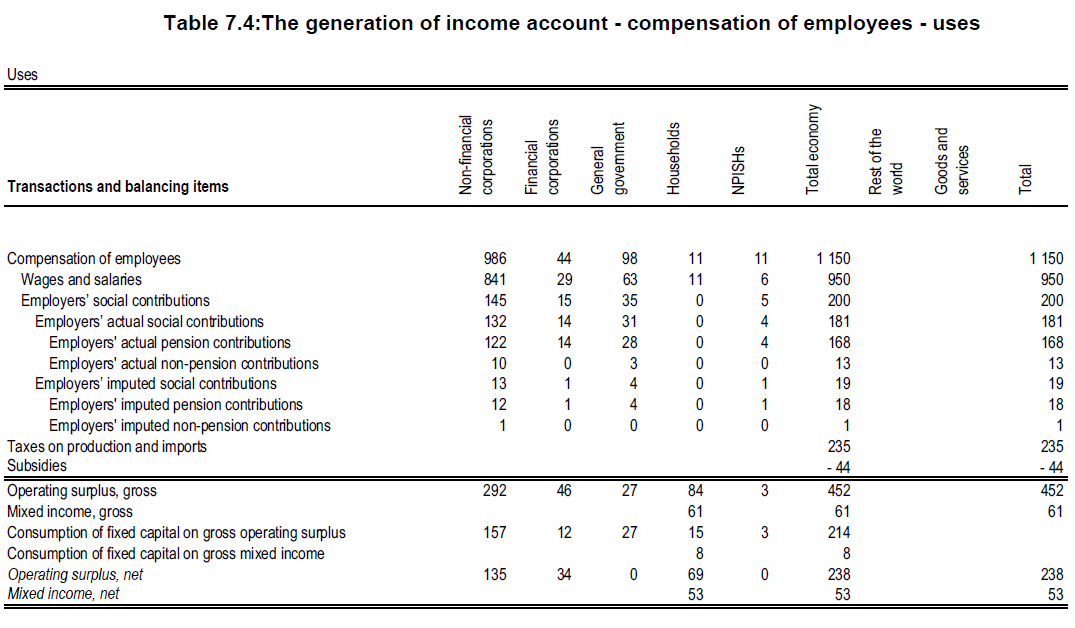 Table 7.4:The generation of income account - compensation of employees - uses
Uses
Transactions and balancing items Non-financial corporations Financial corporations General government Households NPISHs Total economy Rest of the world Goods and services Total
Compensation of employees 986 44 98 11 11 1 150 1 150
Wages and salaries 841 29 63 11 6 950 950
Employers’ social contributions 145 15 35 0 5 200 200
Employers’ actual social contributions 132 14 31 0 4 181 181
Employers' actual pension contributions 122 14 28 0 4 168 168
Employers' actual non-pension contributions 10 0 3 0 0 13 13
Employers’ imputed social contributions 13 1 4 0 1 19 19
Employers' imputed pension contributions 12 1 4 0 1 18 18
Employers' imputed non-pension contributions 1 0 0 0 0 1 1
Taxes on production and imports 235 235
Subsidies - 44 - 44
Operating surplus, gross 292 46 27 84 3 452 452
Mixed income, gross 61 61 61
Consumption of fixed capital on gross operating surplus 157 12 27 15 3 214
Consumption of fixed capital on gross mixed income 8 8
Operating surplus, net 135 34 0 69 0 238 238
Mixed income, net 53 53 53